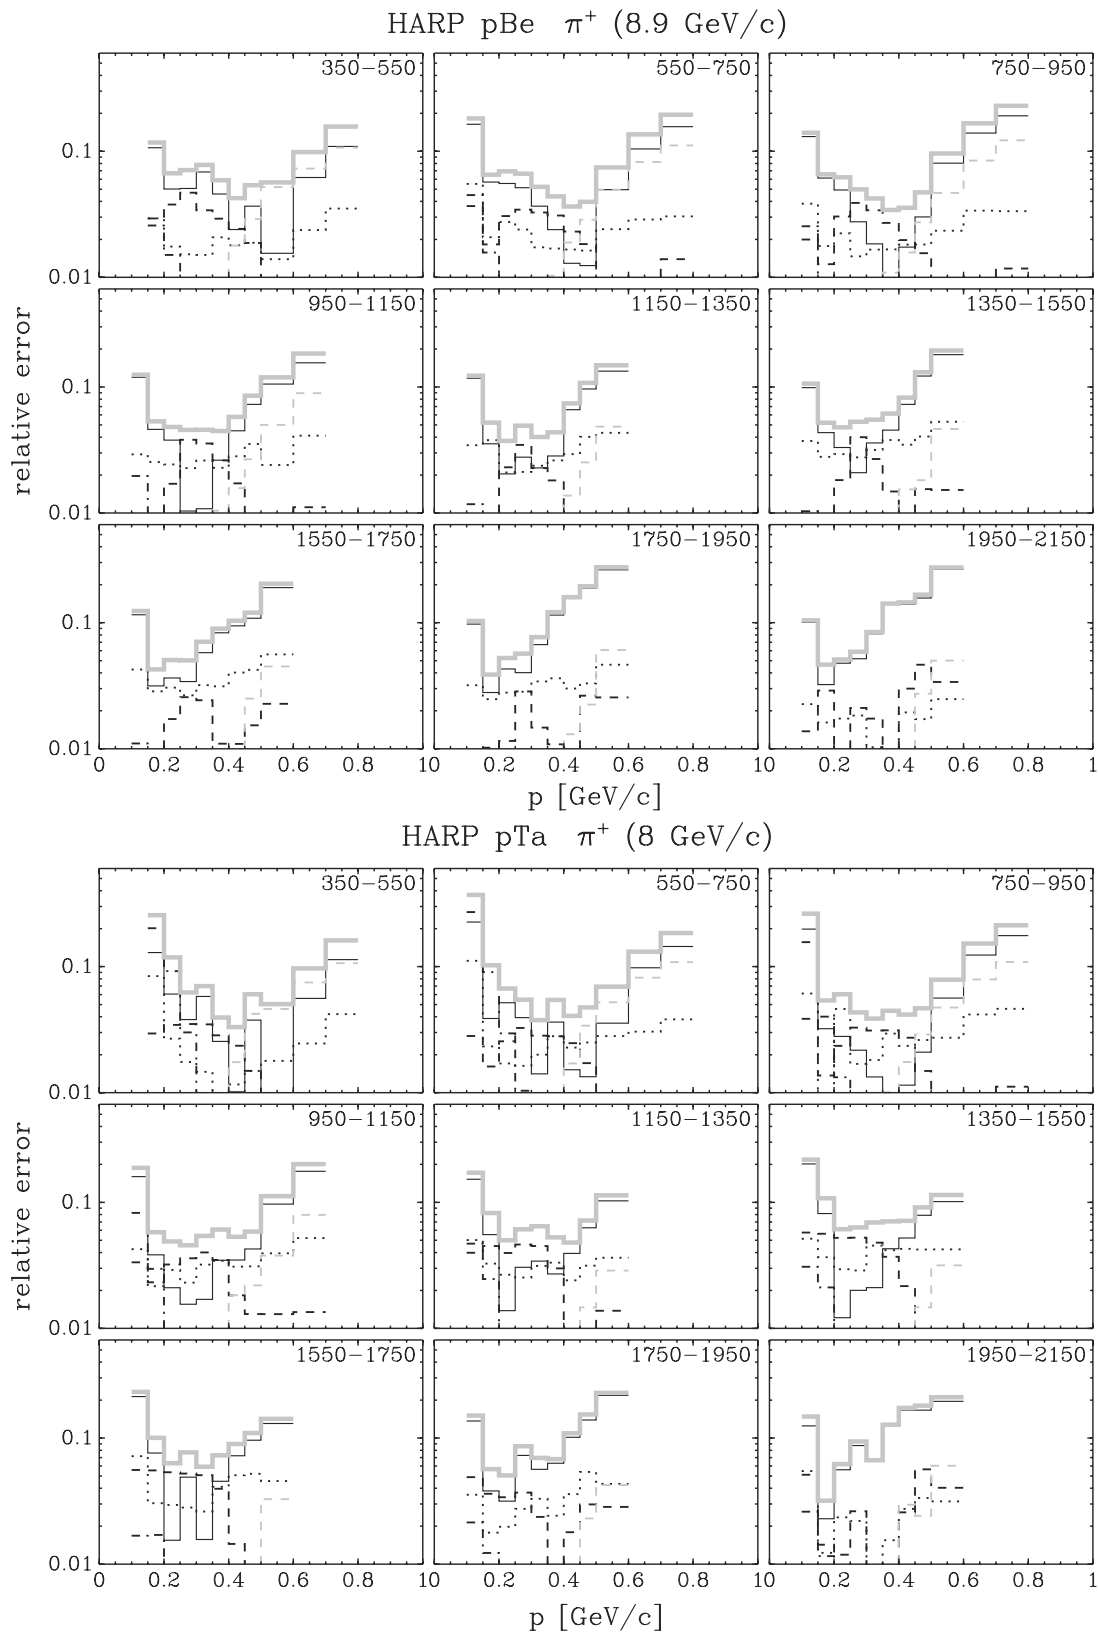 HARP pBe π⁺ (8.9 GeV/c)
350−550 550−750 750−950
0.1
0.01
950−1150 1150−1350 1350−1550
0.1
0.01
relative error
1550−1750 1750−1950 1950−2150
0.1
0.01
0 0.2 0.4 0.6 0.8 10 0.2 0.4 0.6 0.8 10 0.2 0.4 0.6 0.8 1
p [GeV/c]
HARP pTa π⁺ (8 GeV/c)
350−550 550−750 750−950
0.1
0.01
950−1150 1150−1350 1350−1550
0.1
0.01
relative error
1550−1750 1750−1950 1950−2150
0.1
0.01
0 0.2 0.4 0.6 0.8 10 0.2 0.4 0.6 0.8 10 0.2 0.4 0.6 0.8 1
p [GeV/c]